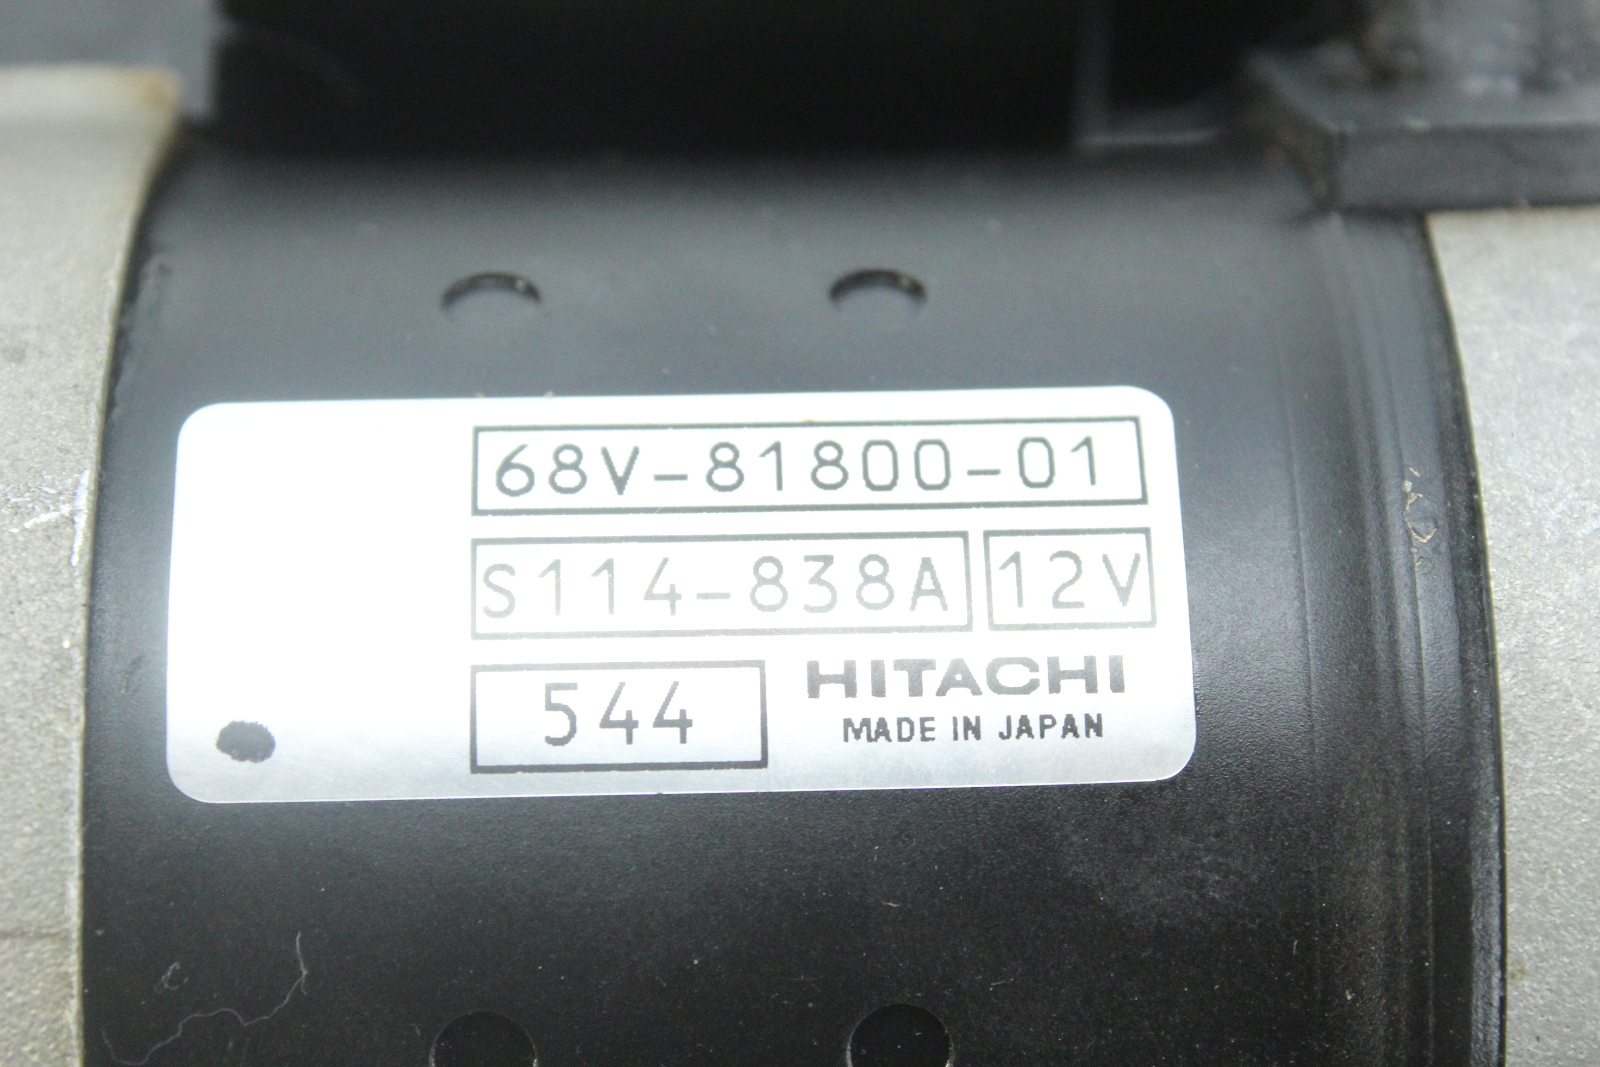 68V-81800-01
S114-838A 12V
544 HITACHI
MADE IN JAPAN